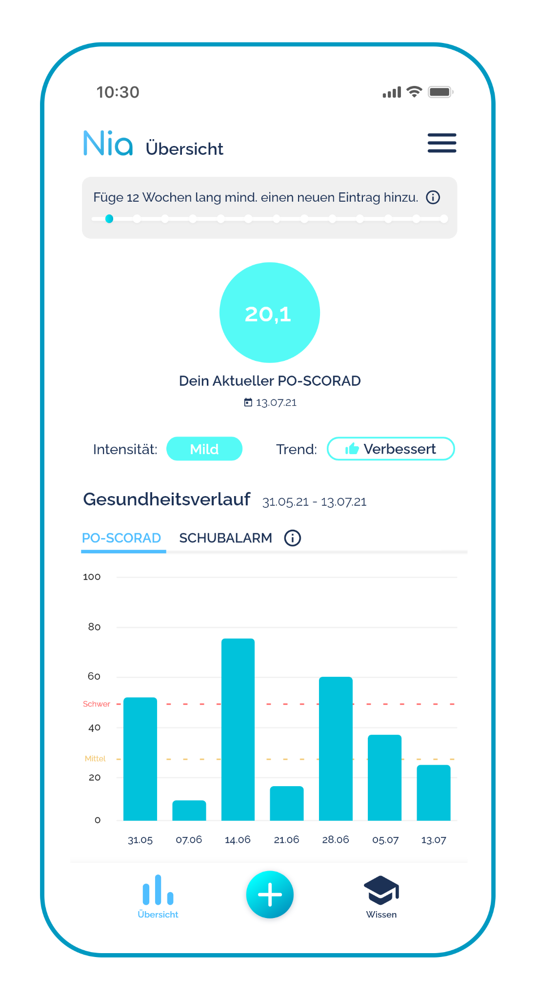 10:30
Nia Übersicht
Füge 12 Wochen lang mind. einen neuen Eintrag hinzu.
20,1
Dein Aktueller PO-SCORAD
13.07.21
Intensität: Mild Trend: Verbessert
Gesundheitsverlauf 31.05.21 - 13.07.21
PO-SCORAD SCHUBALARM
100
80
60
Schwer
40
Mittel
20
0
31.05 07.06 14.06 21.06 28.06 05.07 13.07
Übersicht Wissen